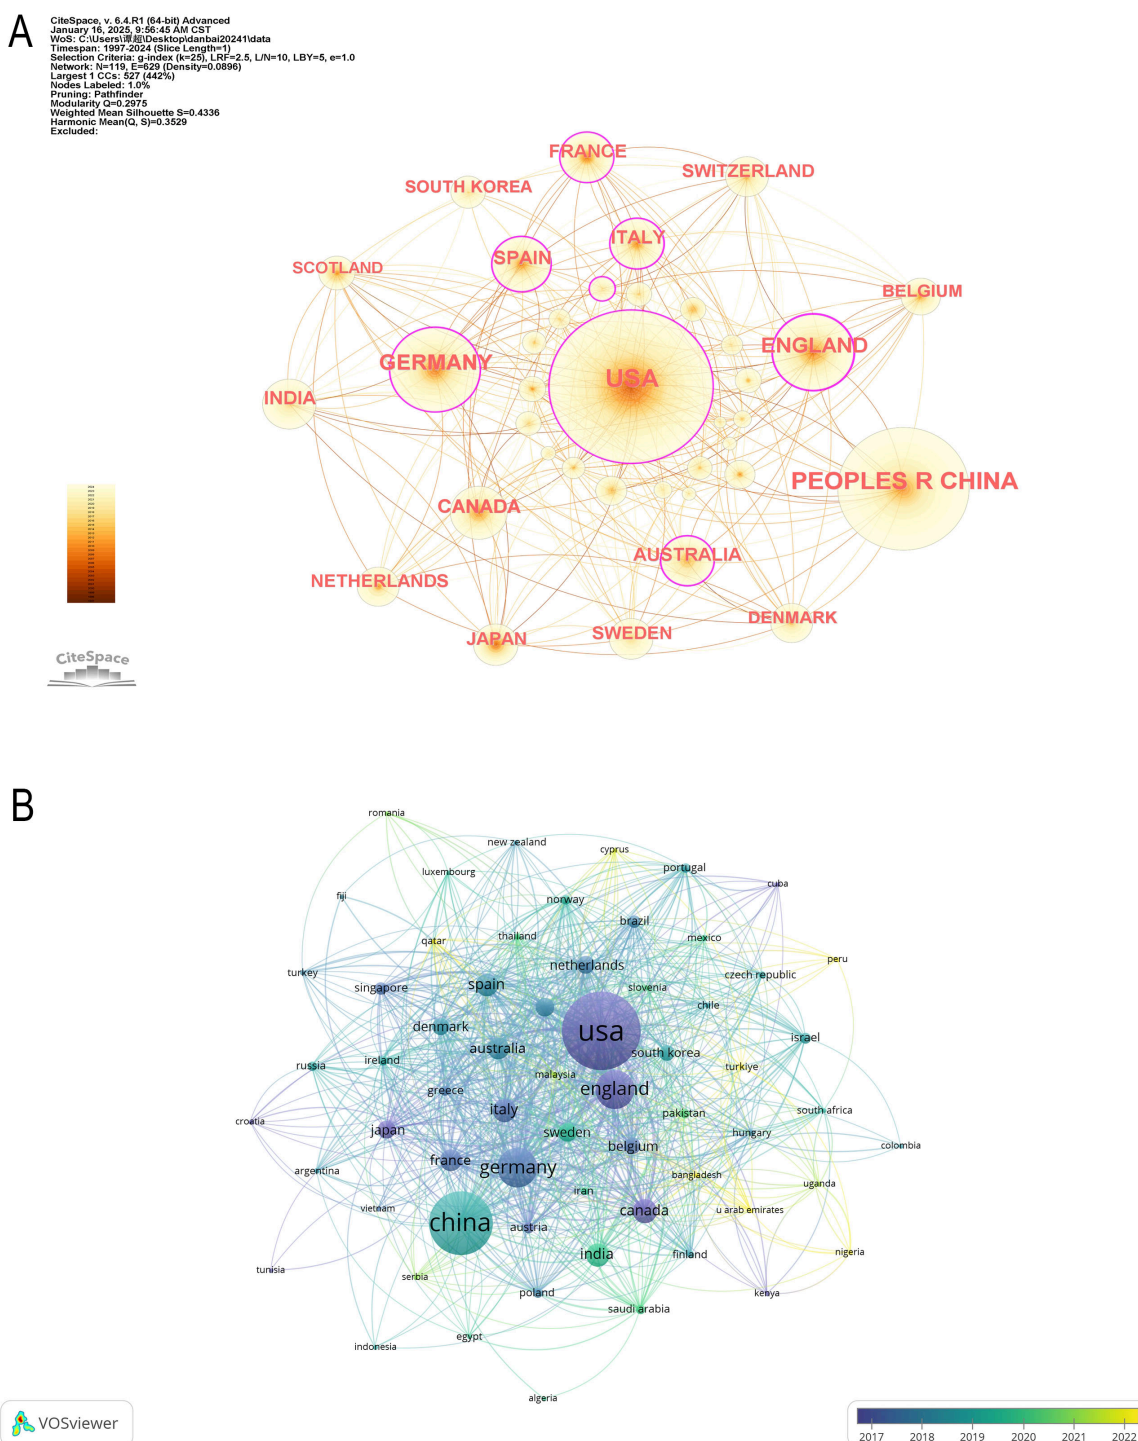 A
CiteSpace, v. 6.4.R1 (64-bit) Advanced
January 16, 2025, 9:56:45 AM CST
WoS: C:\Users\谭超\Desktop\danbai20241\data
Timespan: 1997-2024 (Slice Length=1)
Selection Criteria: g-index (k=25), LRF=2.5, L/N=10, LBY=5, e=1.0
Network: N=119, E=629 (Density=0.0896)
Largest 1 CCs: 527 (442%)
Nodes Labeled: 1.0%
Pruning: Pathfinder
Modularity Q=0.2975
Weighted Mean Silhouette S=0.4336
Harmonic Mean(Q, S)=0.3529
Excluded:
FRANCE
SWITZERLAND
SOUTH KOREA
ITALY
SPAIN
SCOTLAND
BELGIUM
ENGLAND
GERMANY
USA
INDIA
PEOPLES R CHINA
CANADA
AUSTRALIA
NETHERLANDS
DENMARK
SWEDEN
JAPAN
CiteSpace
B
romania
new zealand
cyprus
portugal
luxembourg
cuba
fiji
norway
brazil
thailand
mexico
qatar
peru
netherlands
turkey
czech republic
spain
singapore
slovenia
chile
denmark
usa
israel
australia
south korea
ireland
russia
turkiye
malaysia
greece
england
italy
pakistan
south africa
croatia
japan
sweden
hungary
belgium
colombia
france
germany
argentina
bangladesh
uganda
iran
vietnam
canada
u arab emirates
china
austria
india
finland
nigeria
tunisia
serbia
poland
kenya
saudi arabia
egypt
indonesia
algeria
VOSviewer
2017 2018 2019 2020 2021 2022